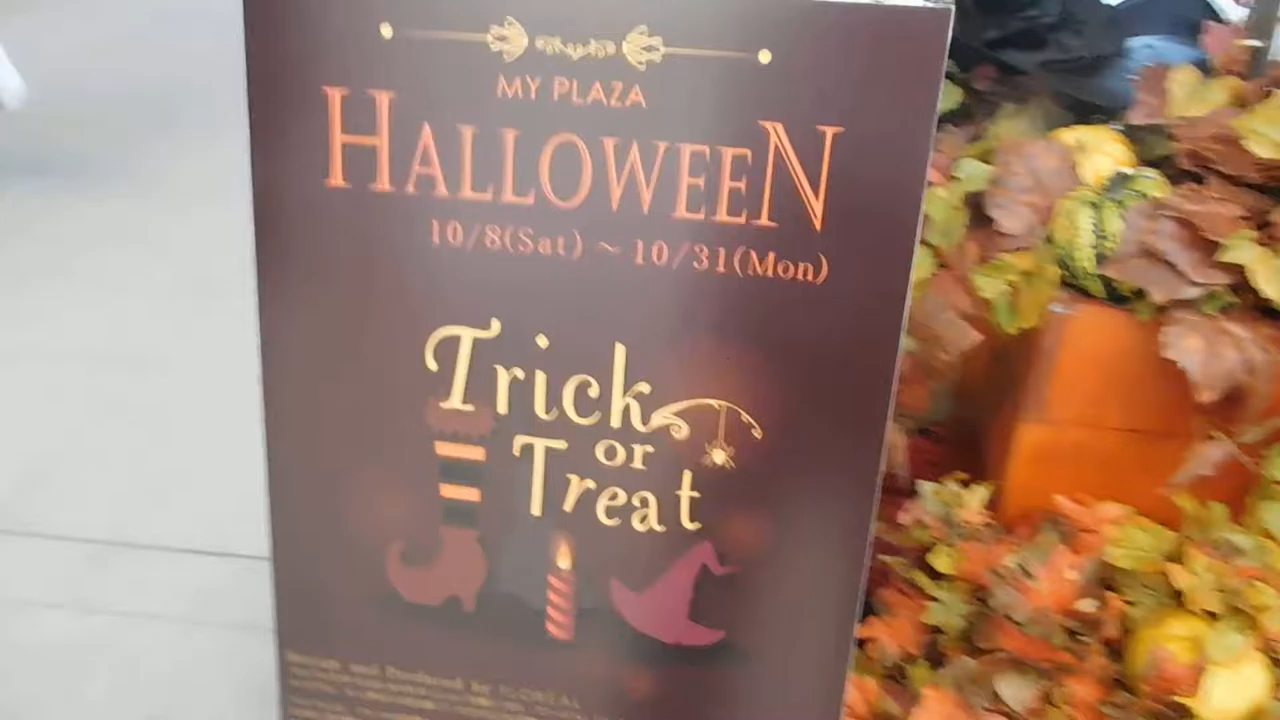 MY PLAZA
HALLOWEEN
10/8(Sat) ~ 10/31(Mon)
Trick
or
Treat